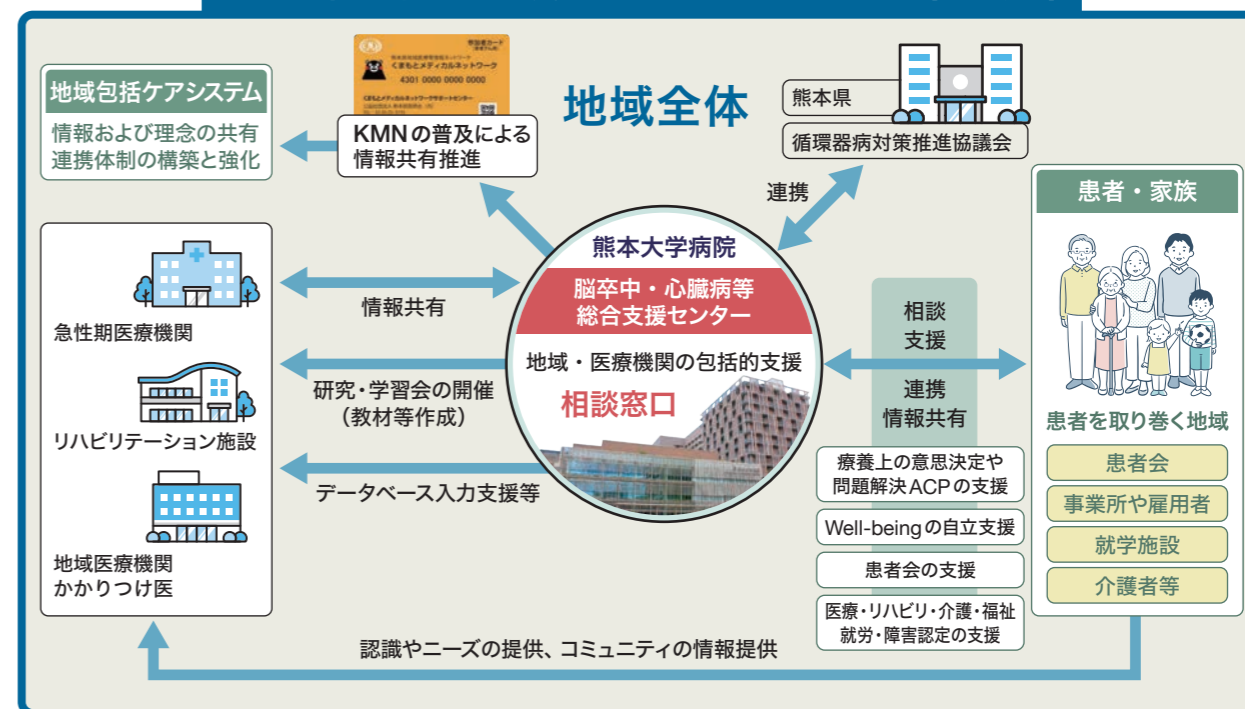 地域全体
地域包括ケアシステム
情報および理念の共有
連携体制の構築と強化
くまもとメディカルネットワーク
4301 0000 0000 0000
KMNの普及による
情報共有推進
熊本県
循環器病対策推進協議会
連携
急性期医療機関
リハビリテーション施設
地域医療機関
かかりつけ医
情報共有
研究・学習会の開催
（教材等作成）
データベース入力支援等
熊本大学病院
脳卒中・心臓病等
総合支援センター
地域・医療機関の包括的支援
相談窓口
相談
支援
連携
情報共有
療養上の意思決定や
問題解決ACPの支援
Well-beingの自立支援
患者会の支援
医療・リハビリ・介護・福祉
就労・障害認定の支援
患者・家族
患者を取り巻く地域
患者会
事業所や雇用者
就学施設
介護者等
認識やニーズの提供、コミュニティの情報提供